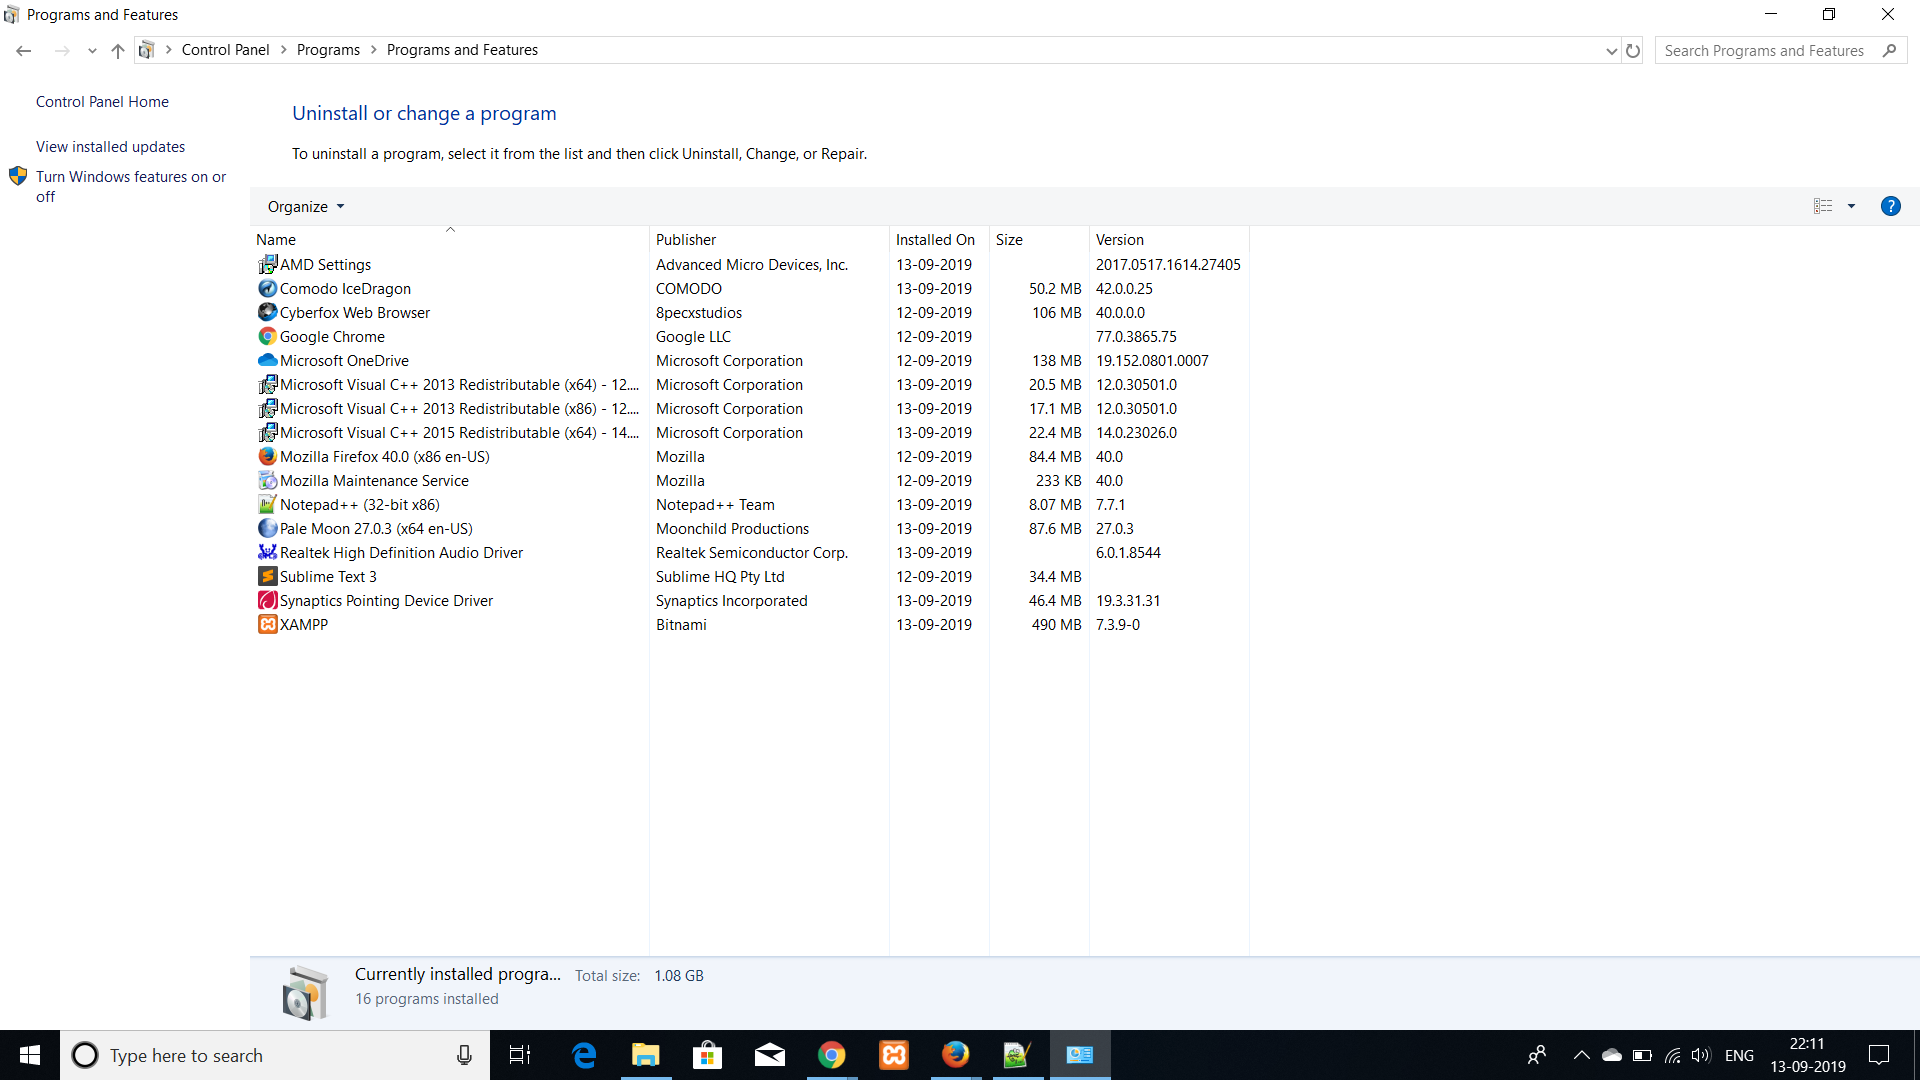 Programs and Features
Control Panel > Programs > Programs and Features
Search Programs and Features
Control Panel Home
View installed updates
Turn Windows features on or
off
Uninstall or change a program
To uninstall a program, select it from the list and then click Uninstall, Change, or Repair.
Organize
Name Publisher Installed On Size Version
AMD Settings Advanced Micro Devices, Inc. 13-09-2019 2017.0517.1614.27405
Comodo IceDragon COMODO 13-09-2019 50.2 MB 42.0.0.25
Cyberfox Web Browser 8pecxstudios 12-09-2019 106 MB 40.0.0.0
Google Chrome Google LLC 12-09-2019 77.0.3865.75
Microsoft OneDrive Microsoft Corporation 12-09-2019 138 MB 19.152.0801.0007
Microsoft Visual C++ 2013 Redistributable (x64) - 12.... Microsoft Corporation 13-09-2019 20.5 MB 12.0.30501.0
Microsoft Visual C++ 2013 Redistributable (x86) - 12.... Microsoft Corporation 13-09-2019 17.1 MB 12.0.30501.0
Microsoft Visual C++ 2015 Redistributable (x64) - 14.... Microsoft Corporation 13-09-2019 22.4 MB 14.0.23026.0
Mozilla Firefox 40.0 (x86 en-US) Mozilla 12-09-2019 84.4 MB 40.0
Mozilla Maintenance Service Mozilla 12-09-2019 233 KB 40.0
Notepad++ (32-bit x86) Notepad++ Team 13-09-2019 8.07 MB 7.7.1
Pale Moon 27.0.3 (x64 en-US) Moonchild Productions 13-09-2019 87.6 MB 27.0.3
Realtek High Definition Audio Driver Realtek Semiconductor Corp. 13-09-2019 6.0.1.8544
Sublime Text 3 Sublime HQ Pty Ltd 12-09-2019 34.4 MB
Synaptics Pointing Device Driver Synaptics Incorporated 13-09-2019 46.4 MB 19.3.31.31
XAMPP Bitnami 13-09-2019 490 MB 7.3.9-0
Currently installed progra... Total size: 1.08 GB
16 programs installed
Type here to search
ENG
22:11
13-09-2019